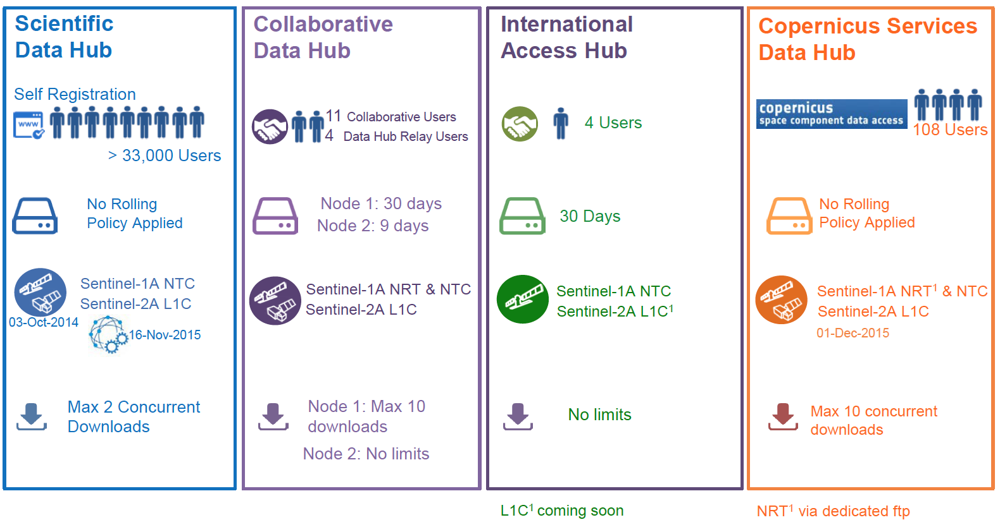 Scientific
Data Hub
Self Registration
www
> 33,000 Users
No Rolling
Policy Applied
Sentinel-1A NTC
Sentinel-2A L1C
03-Oct-2014
16-Nov-2015
Max 2 Concurrent
Downloads
Collaborative
Data Hub
11 Collaborative Users
4 Data Hub Relay Users
Node 1: 30 days
Node 2: 9 days
Sentinel-1A NRT & NTC
Sentinel-2A L1C
Node 1: Max 10
downloads
Node 2: No limits
International
Access Hub
4 Users
30 Days
Sentinel-1A NTC
Sentinel-2A L1C¹
No limits
L1C¹ coming soon
Copernicus Services
Data Hub
copernicus
space component data access
108 Users
No Rolling
Policy Applied
Sentinel-1A NRT¹ & NTC
Sentinel-2A L1C
01-Dec-2015
Max 10 concurrent
downloads
NRT¹ via dedicated ftp